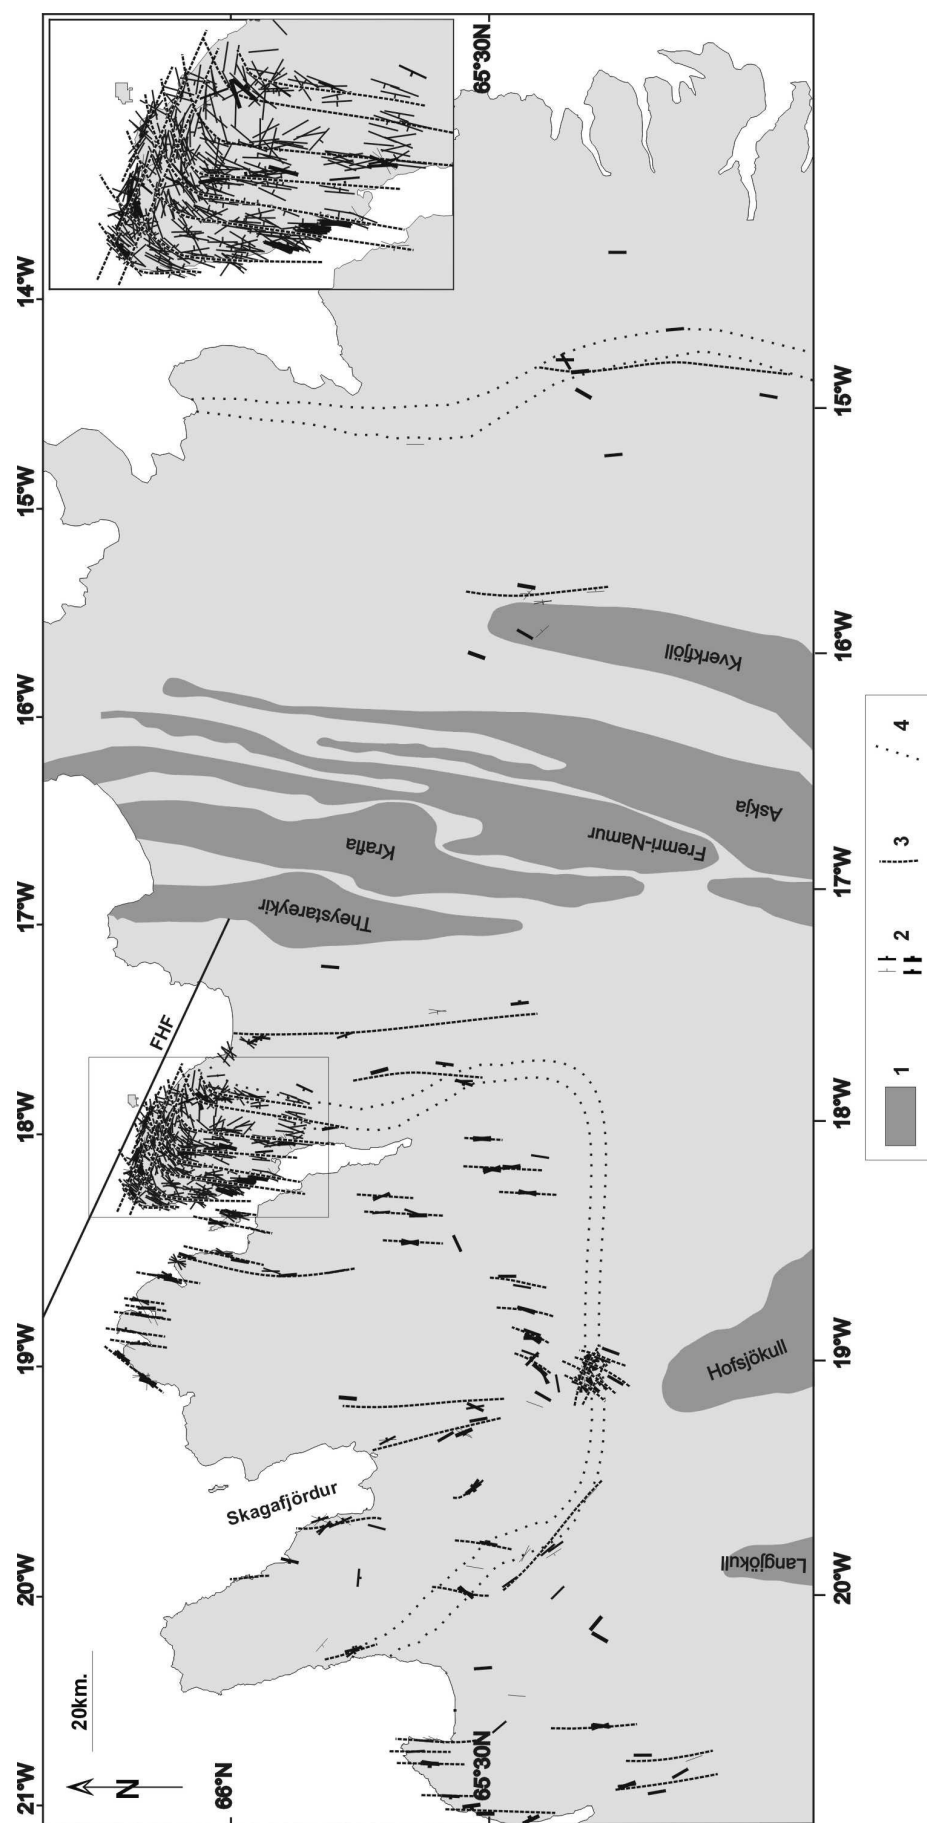 14°W
15°W
16°W
17°W
18°W
19°W
20°W
21°W
65°30N
N
15°W
16°W
17°W
18°W
19°W
20°W
66°N
65°30N
Kverkfjöll
Askja
Fremri-Namur
Krafla
Theystareykir
FHF
Hofsjökull
Langjökull
Skagafjördur
20km.
N
1
2
3
4